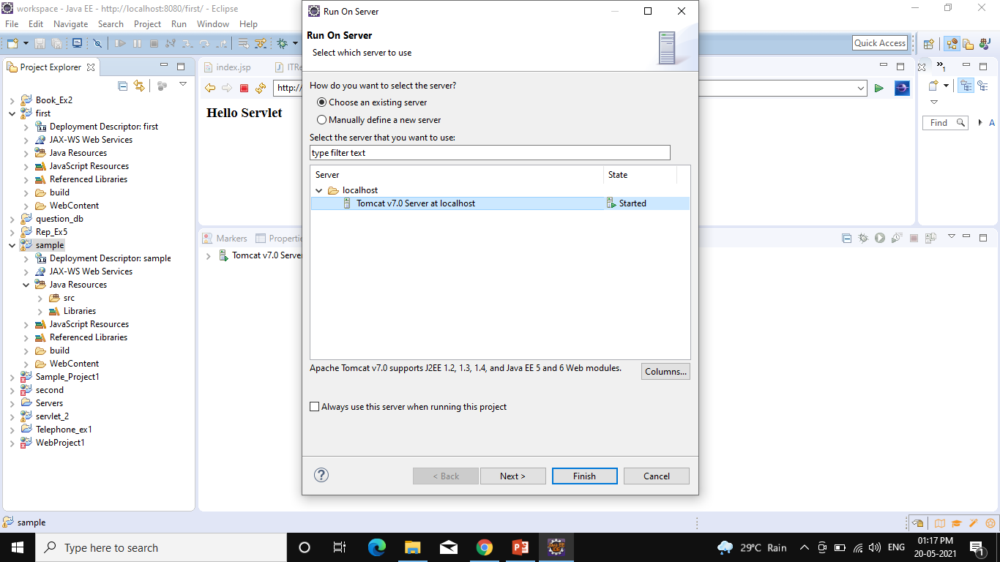 workspace - Java EE - http://localhost:8080/first/ - Eclipse
File Edit Navigate Search Project Run Window Help
Quick Access
Project Explorer
Book_Ex2
first
Deployment Descriptor: first
JAX-WS Web Services
Java Resources
JavaScript Resources
Referenced Libraries
build
WebContent
question_db
Rep_Ex5
sample
Deployment Descriptor: sample
JAX-WS Web Services
Java Resources
src
Libraries
JavaScript Resources
Referenced Libraries
build
WebContent
Sample_Project1
second
Servers
servlet_2
Telephone_ex1
WebProject1
index.jsp
ITRe
http://
Hello Servlet
Markers
Properti
Tomcat v7.0 Serve
Run On Server
Run On Server
Select which server to use
How do you want to select the server?
Choose an existing server
Manually define a new server
Select the server that you want to use:
type filter text
Server State
localhost
Tomcat v7.0 Server at localhost Started
Apache Tomcat v7.0 supports J2EE 1.2, 1.3, 1.4, and Java EE 5 and 6 Web modules.
Columns...
Always use this server when running this project
? < Back Next > Finish Cancel
»1
Find A
sample
Type here to search
29°C Rain
ENG
01:17 PM
20-05-2021
1